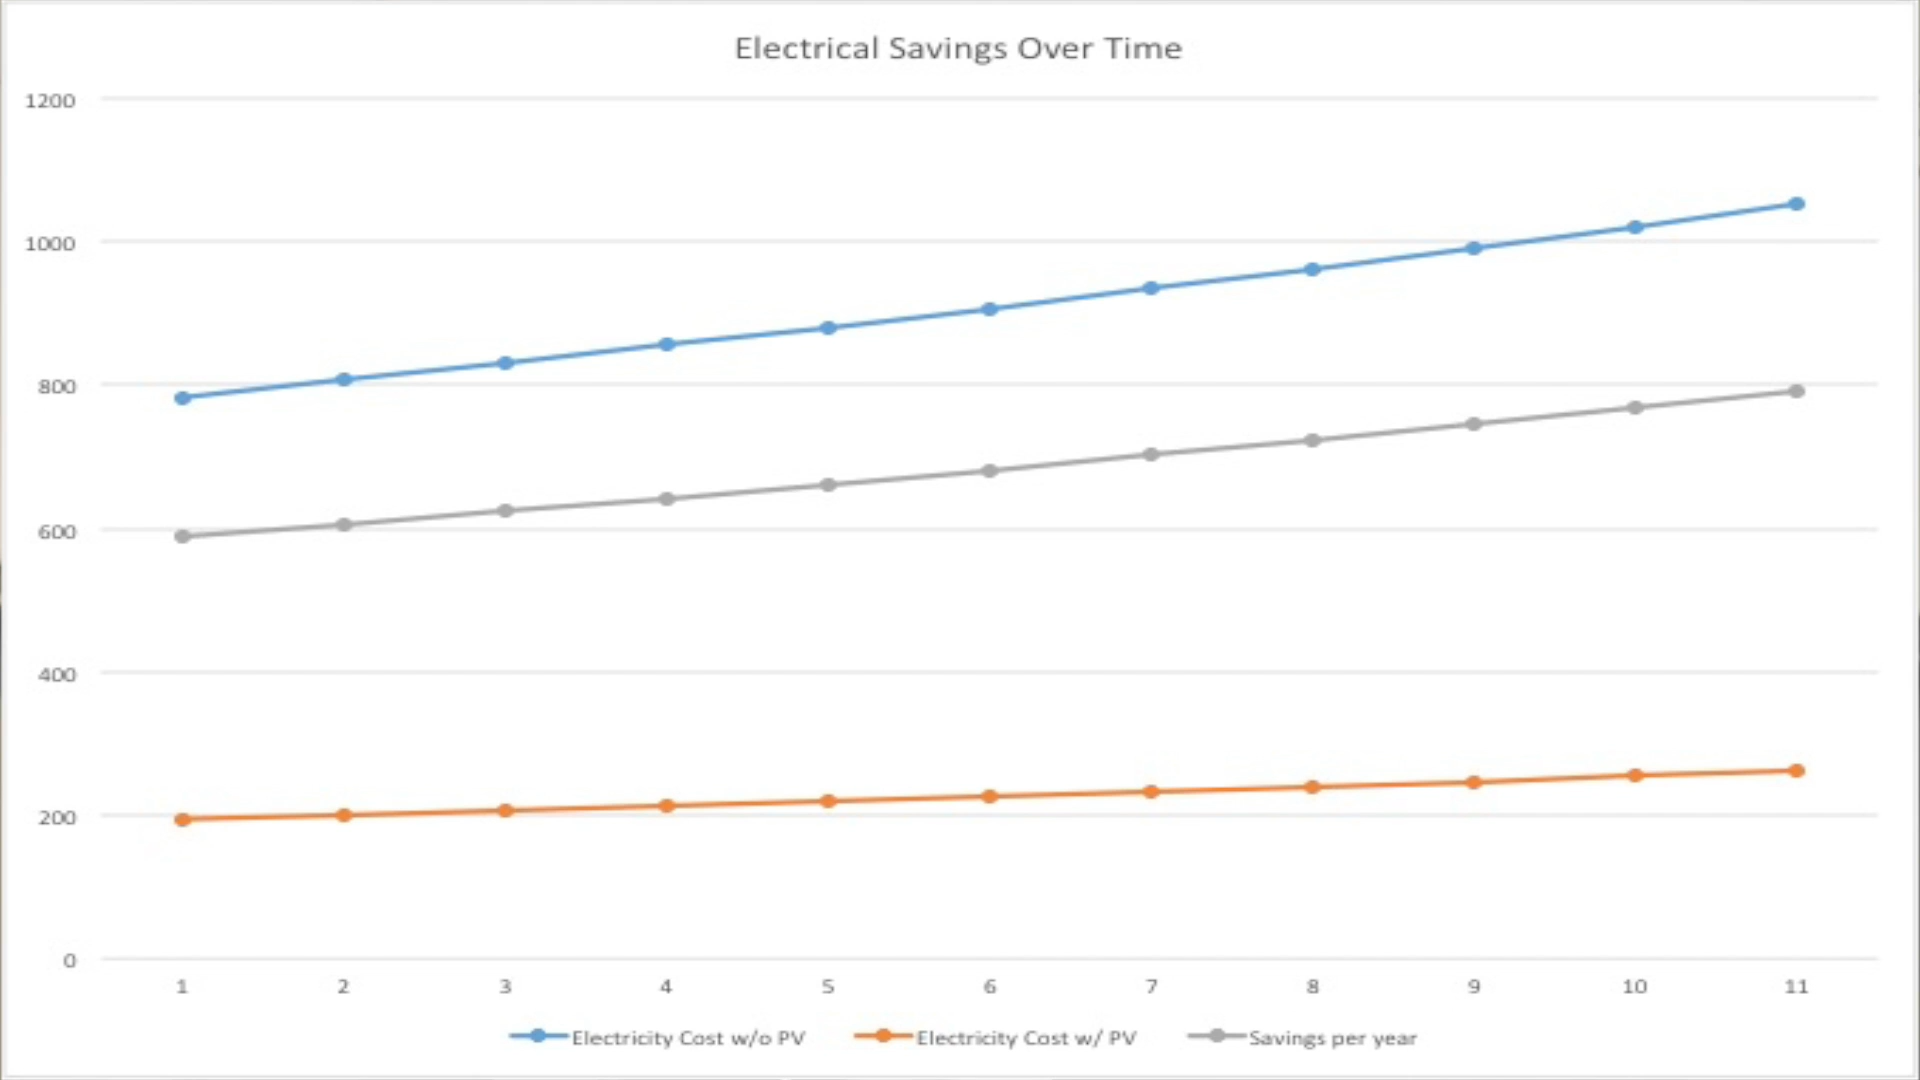 Electrical Savings Over Time
1200
1000
800
600
400
200
0
1 2 3 4 5 6 7 8 9 10 11
Electricity Cost w/o PV Electricity Cost w/ PV Savings per year